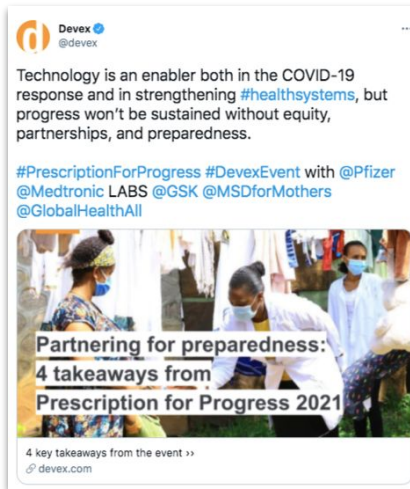 Devex
@devex
Technology is an enabler both in the COVID-19
response and in strengthening #healthsystems, but
progress won't be sustained without equity,
partnerships, and preparedness.
#PrescriptionForProgress #DevexEvent with @Pfizer
@Medtronic LABS @GSK @MSDforMothers
@GlobalHealthAll
Partnering for preparedness:
4 takeaways from
Prescription for Progress 2021
4 key takeaways from the event ››
devex.com